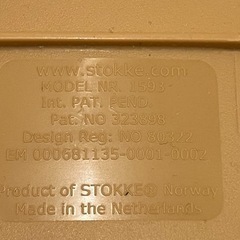 www.stokke.com
MODEL NR.
Int. PAT. PEND.
Pat. NO
Design Reg: NO
EM 000681135-0001-0002
Product of STOKKE® Norway
Made in the Netherlands